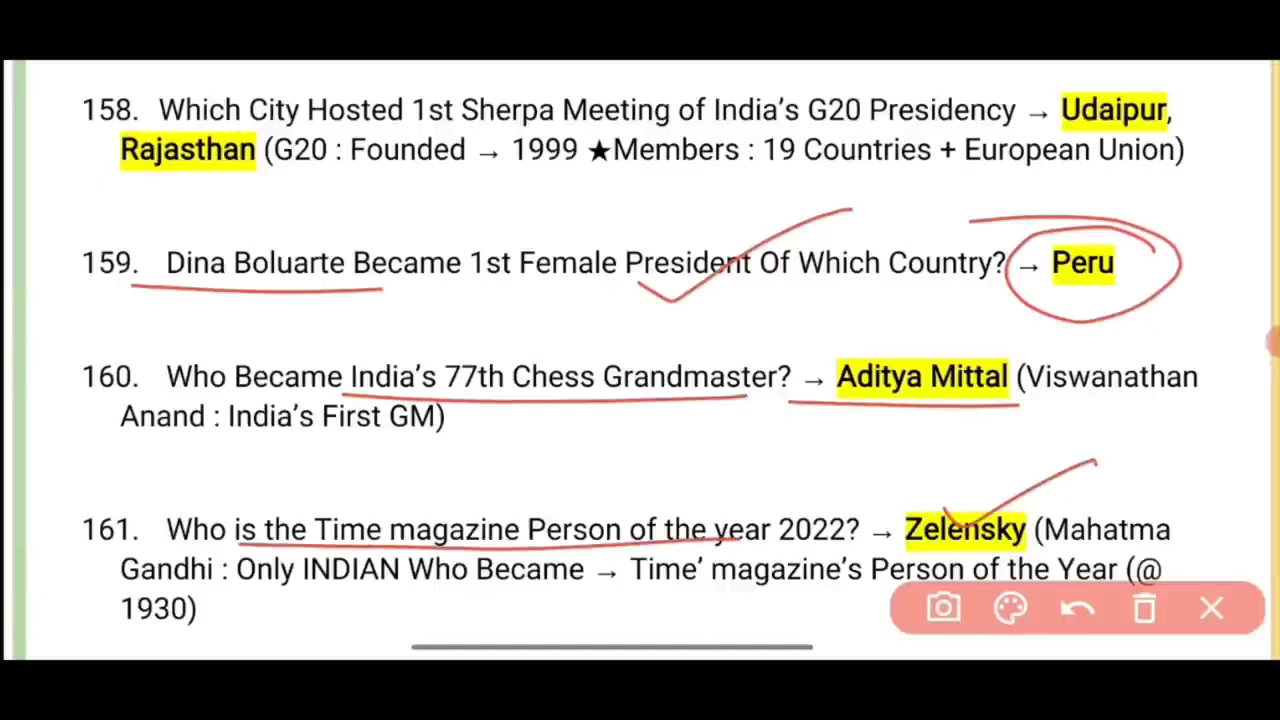 158. Which City Hosted 1st Sherpa Meeting of India's G20 Presidency → Udaipur,
Rajasthan (G20 : Founded → 1999 ★Members : 19 Countries + European Union)
159. Dina Boluarte Became 1st Female President Of Which Country? → Peru
160. Who Became India's 77th Chess Grandmaster? → Aditya Mittal (Viswanathan
Anand : India's First GM)
161. Who is the Time magazine Person of the year 2022? → Zelensky (Mahatma
Gandhi : Only INDIAN Who Became → Time' magazine's Person of the Year (@
1930)